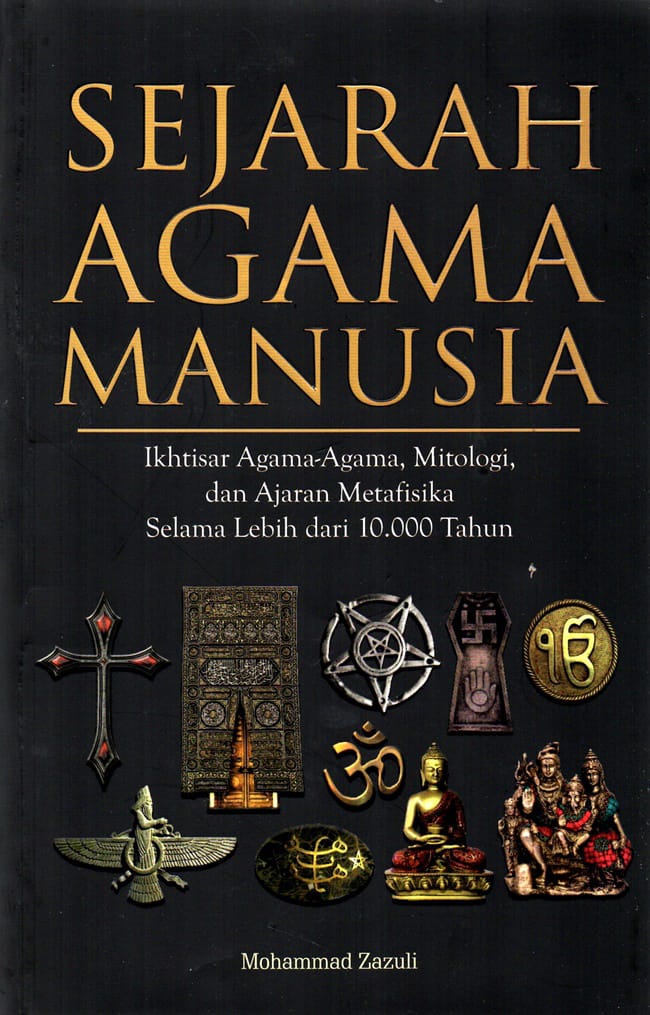 SEJARAH
AGAMA
MANUSIA
Ikhtisar Agama-Agama, Mitologi,
dan Ajaran Metafisika
Selama Lebih dari 10.000 Tahun
ੴ
ॐ
Mohammad Zazuli